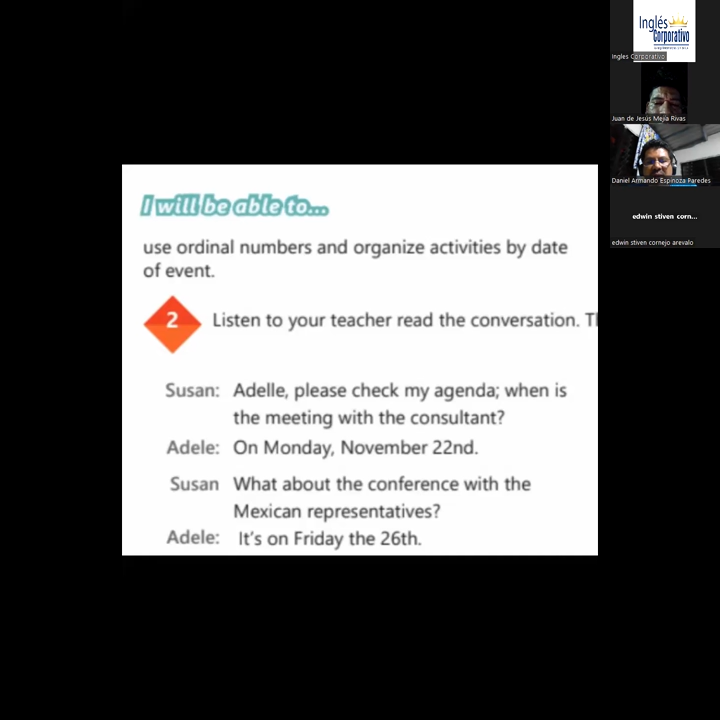 Inglés
Corporativo
Ingles Corporativo
Juan de Jesús Mejia Rivas
Daniel Armando Espinoza Paredes
edwin stiven corn...
edwin stiven cornejo arevalo
I will be able to...
use ordinal numbers and organize activities by date
of event.
2 Listen to your teacher read the conversation.
Susan: Adelle, please check my agenda; when is
the meeting with the consultant?
Adele: On Monday, November 22nd.
Susan What about the conference with the
Mexican representatives?
Adele: It's on Friday the 26th.